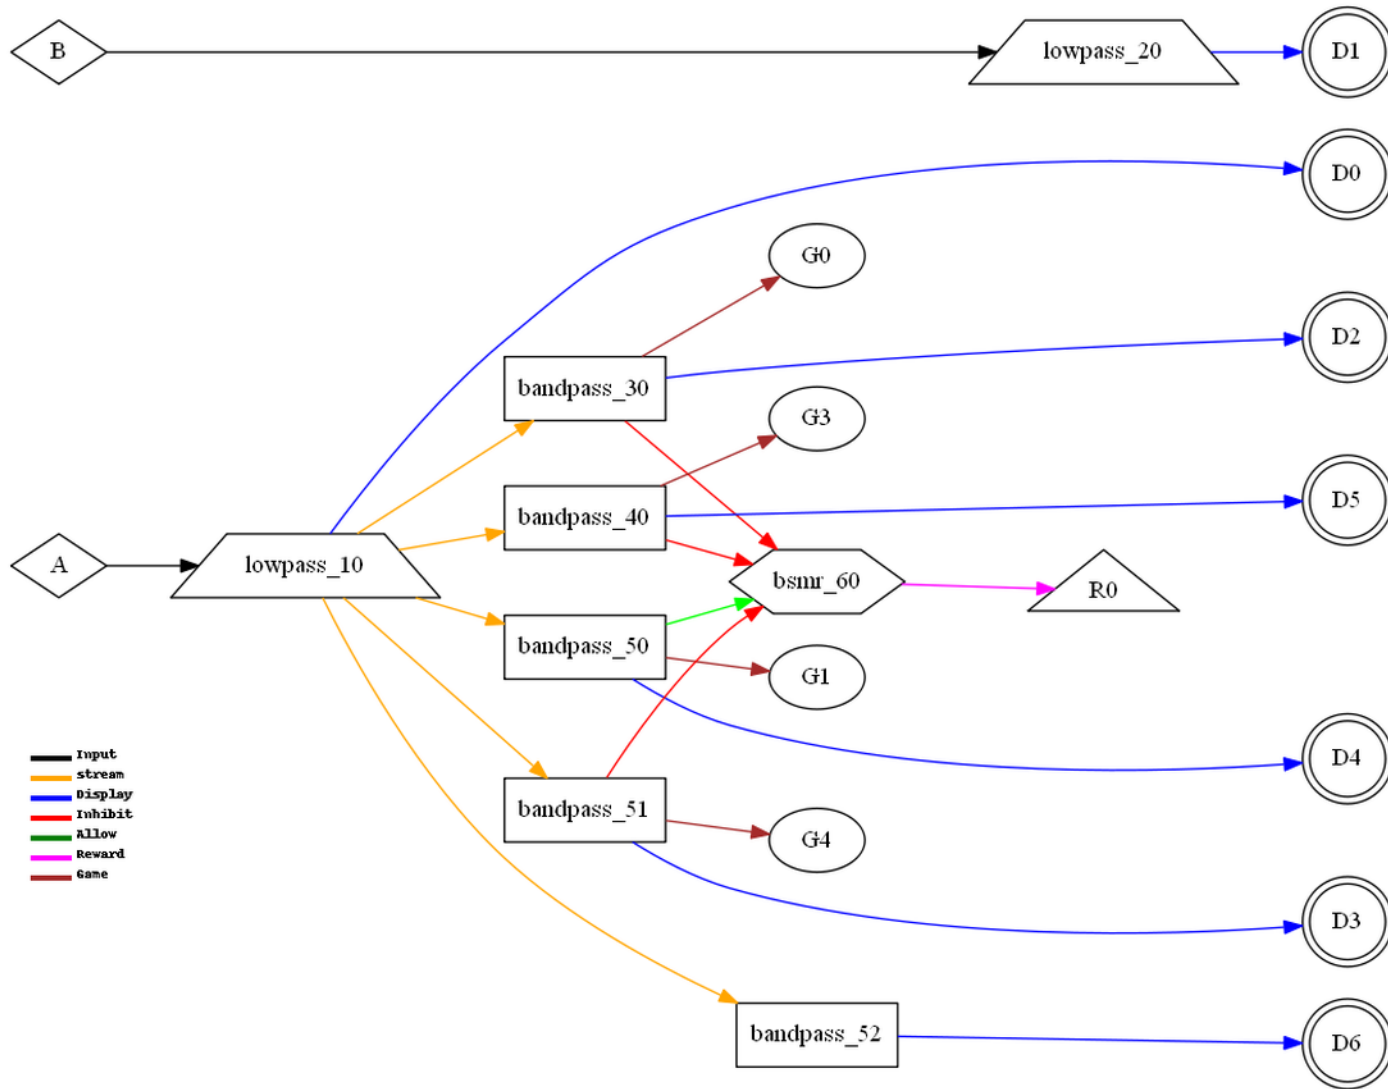 B
lowpass_20
D1
D0
G0
D2
bandpass_30
G3
D5
bandpass_40
A
lowpass_10
bsmr_60
R0
bandpass_50
G1
D4
Input
stream
Display
Inhibit
Allow
Reward
Game
bandpass_51
G4
D3
bandpass_52
D6